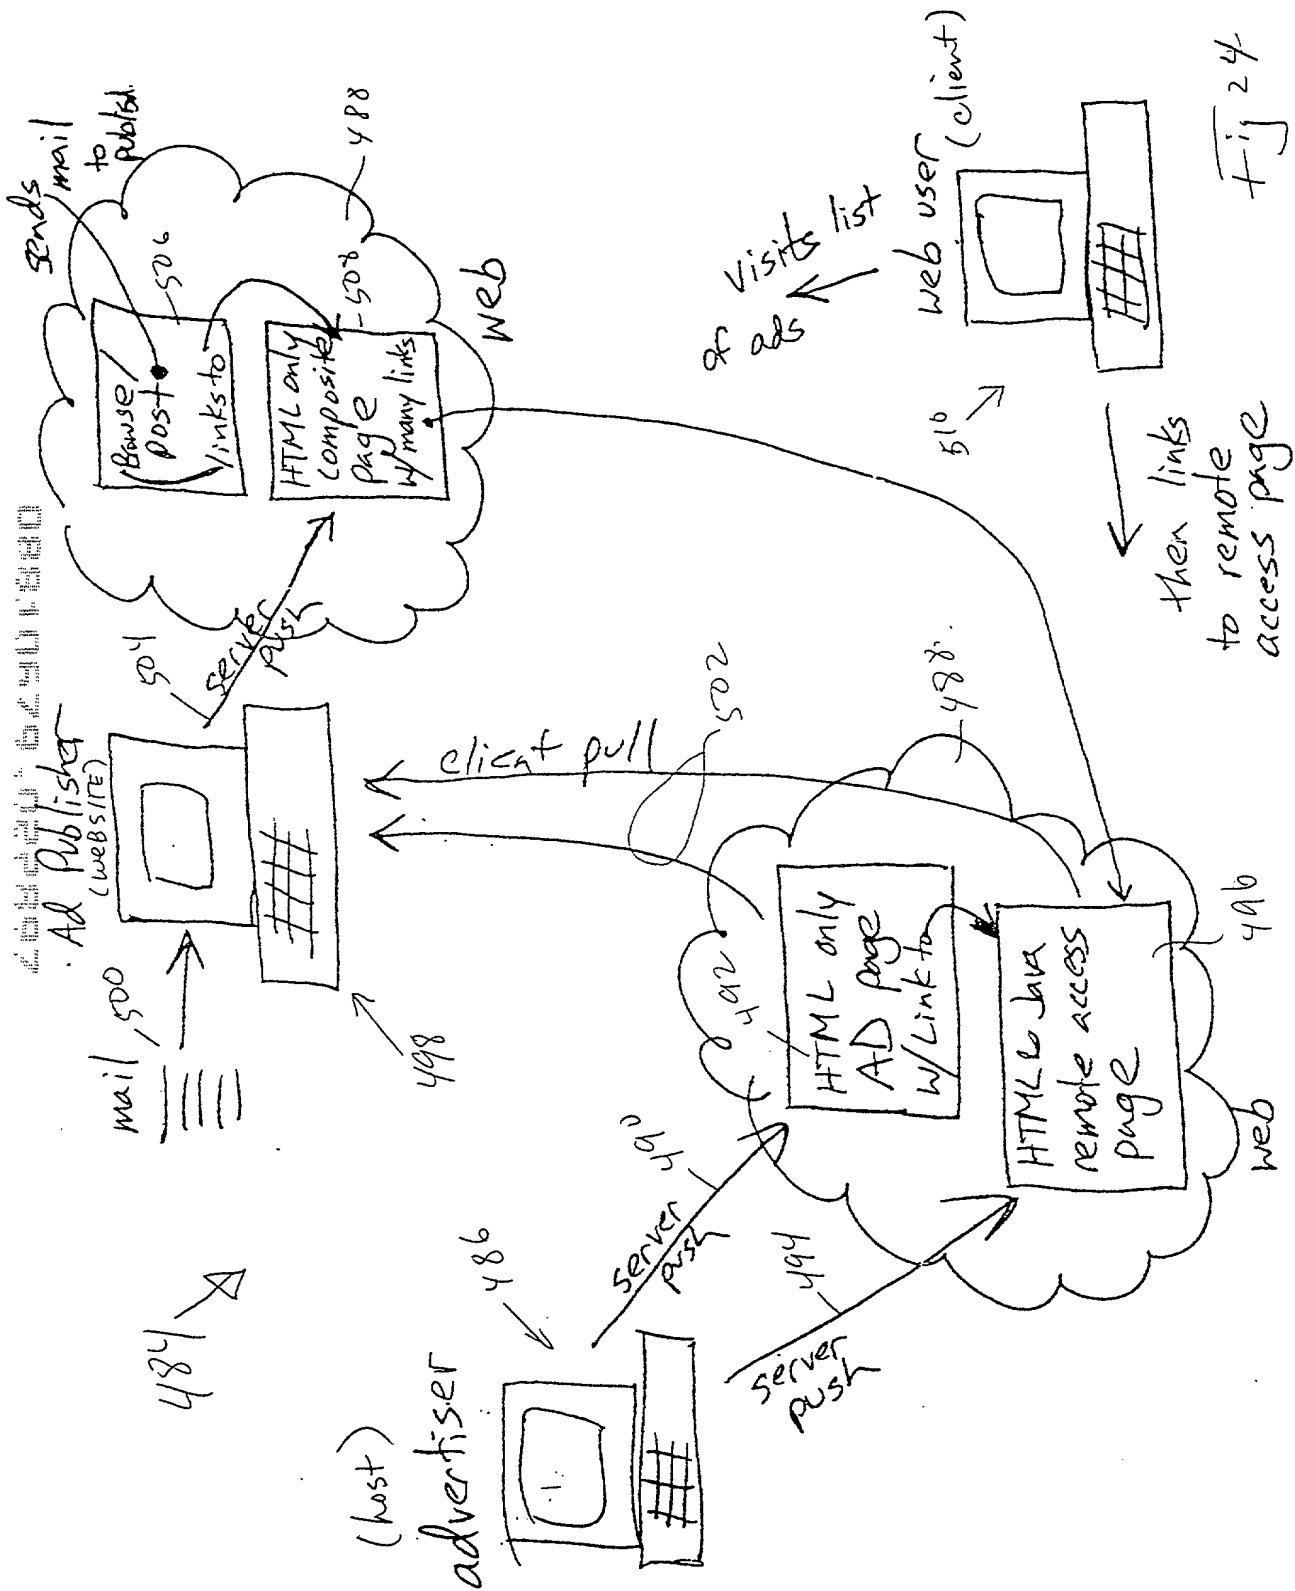 484
(host)
advertiser
486
server
push
490
server
push
494
mail
500
Ad Publisher
(WEBSITE)
498
client pull
502
504
server
push
sends
mail
to
publish.
Browse/
post
links to
506
HTML only
composite
page
w/ many links
508
488
web
492
HTML only
AD page
w/ Link to
HTML & Java
remote access
page
496
488
web
visits list
of ads
web user
(client)
510
then links
to remote
access page
Fig 24